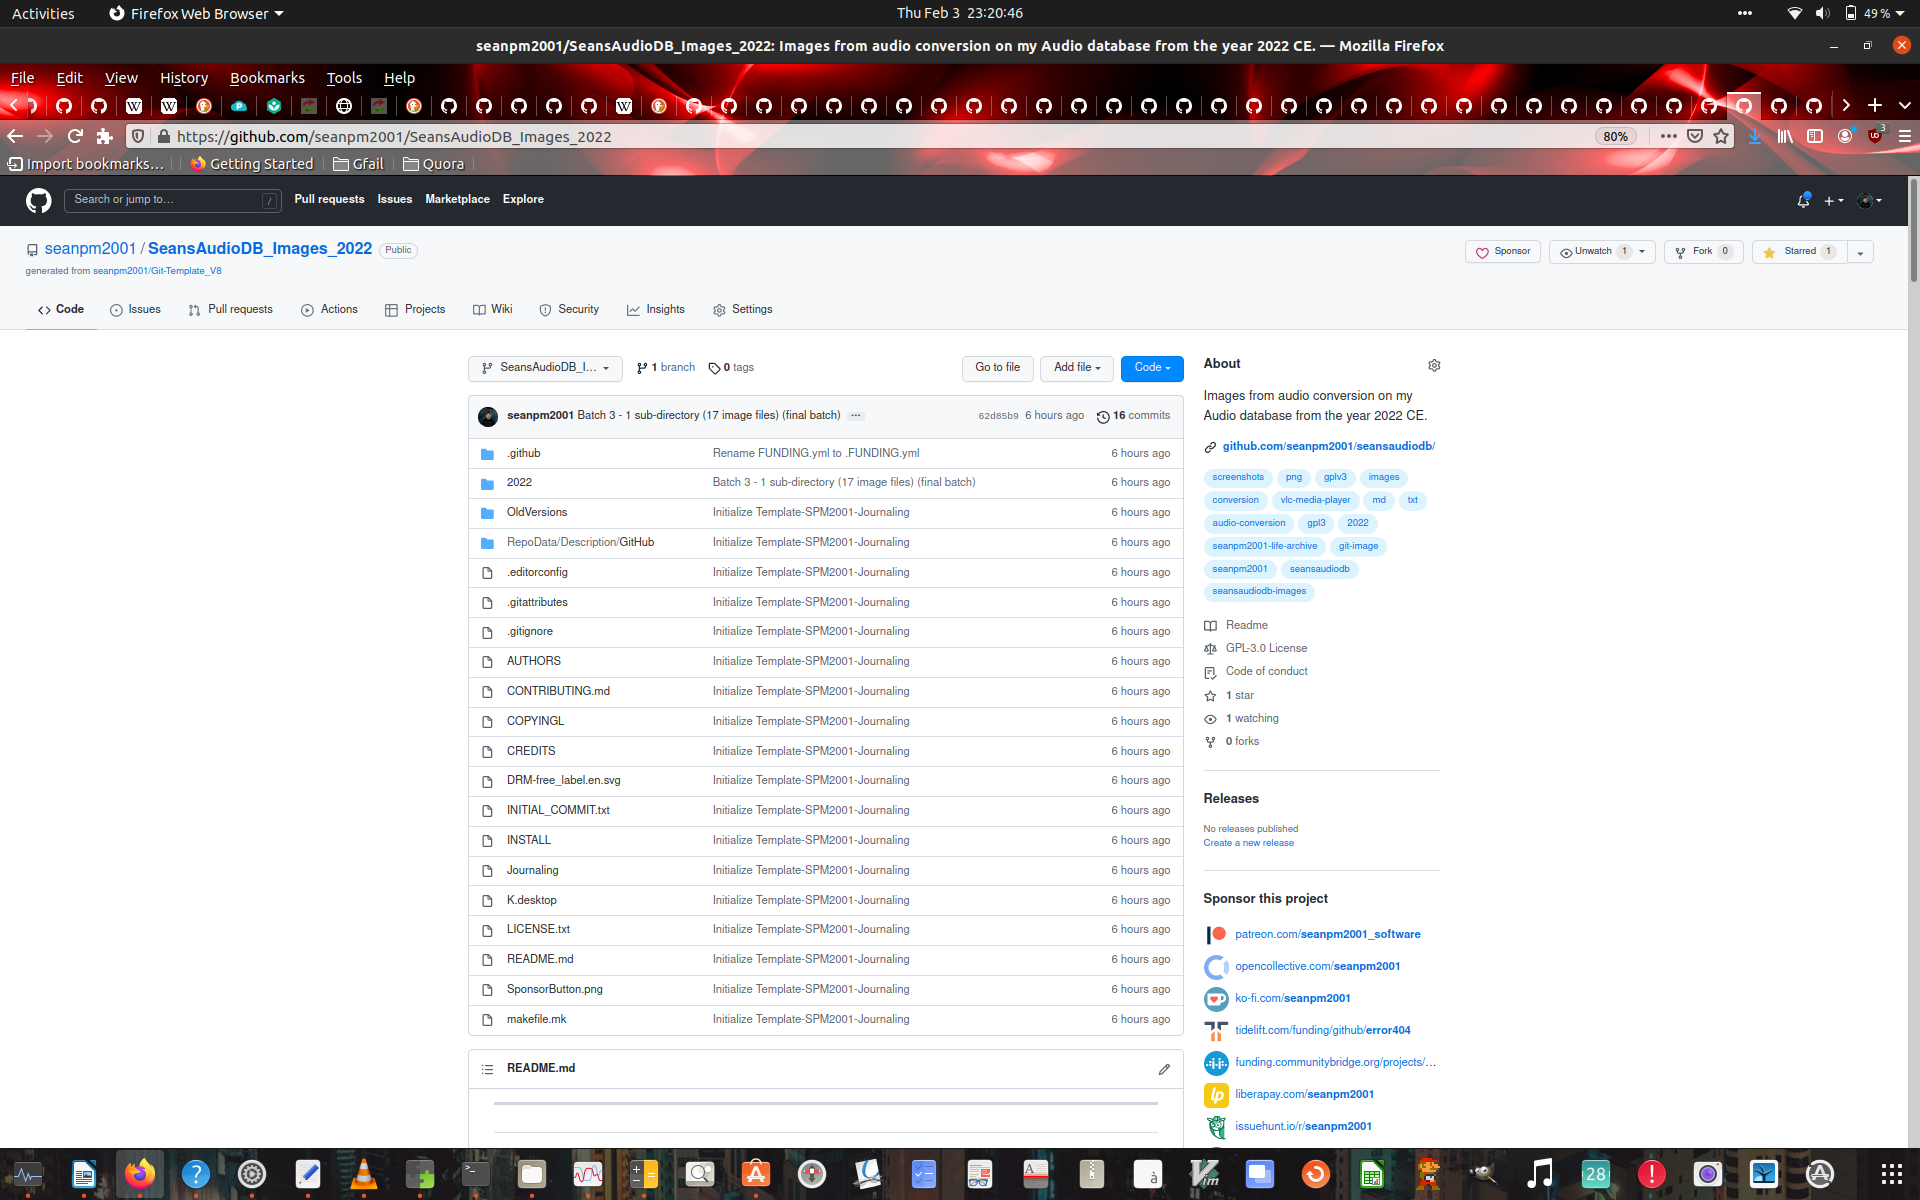 Activities Firefox Web Browser Thu Feb 3 23:20:46 49 %
seanpm2001/SeansAudioDB_Images_2022: Images from audio conversion on my Audio database from the year 2022 CE. — Mozilla Firefox
File Edit View History Bookmarks Tools Help
https://github.com/seanpm2001/SeansAudioDB_Images_2022 80% 3
Import bookmarks... Getting Started Gfail Quora
Search or jump to... / Pull requests Issues Marketplace Explore
seanpm2001 / SeansAudioDB_Images_2022 Public Sponsor Unwatch 1 Fork 0 Starred 1
generated from seanpm2001/Git-Template_V8
Code Issues Pull requests Actions Projects Wiki Security Insights Settings
SeansAudioDB_I... 1 branch 0 tags Go to file Add file Code
seanpm2001 Batch 3 - 1 sub-directory (17 image files) (final batch) ... 62d85b9 6 hours ago 16 commits
.github Rename FUNDING.yml to .FUNDING.yml 6 hours ago
2022 Batch 3 - 1 sub-directory (17 image files) (final batch) 6 hours ago
OldVersions Initialize Template-SPM2001-Journaling 6 hours ago
RepoData/Description/GitHub Initialize Template-SPM2001-Journaling 6 hours ago
.editorconfig Initialize Template-SPM2001-Journaling 6 hours ago
.gitattributes Initialize Template-SPM2001-Journaling 6 hours ago
.gitignore Initialize Template-SPM2001-Journaling 6 hours ago
AUTHORS Initialize Template-SPM2001-Journaling 6 hours ago
CONTRIBUTING.md Initialize Template-SPM2001-Journaling 6 hours ago
COPYINGL Initialize Template-SPM2001-Journaling 6 hours ago
CREDITS Initialize Template-SPM2001-Journaling 6 hours ago
DRM-free_label.en.svg Initialize Template-SPM2001-Journaling 6 hours ago
INITIAL_COMMIT.txt Initialize Template-SPM2001-Journaling 6 hours ago
INSTALL Initialize Template-SPM2001-Journaling 6 hours ago
Journaling Initialize Template-SPM2001-Journaling 6 hours ago
K.desktop Initialize Template-SPM2001-Journaling 6 hours ago
LICENSE.txt Initialize Template-SPM2001-Journaling 6 hours ago
README.md Initialize Template-SPM2001-Journaling 6 hours ago
SponsorButton.png Initialize Template-SPM2001-Journaling 6 hours ago
makefile.mk Initialize Template-SPM2001-Journaling 6 hours ago
README.md
About
Images from audio conversion on my
Audio database from the year 2022 CE.
github.com/seanpm2001/seansaudiodb/
screenshots png gplv3 images
conversion vlc-media-player md txt
audio-conversion gpl3 2022
seanpm2001-life-archive git-image
seanpm2001 seansaudiodb
seansaudiodb-images
Readme
GPL-3.0 License
Code of conduct
1 star
1 watching
0 forks
Releases
No releases published
Create a new release
Sponsor this project
patreon.com/seanpm2001_software
opencollective.com/seanpm2001
ko-fi.com/seanpm2001
tidelift.com/funding/github/error404
funding.communitybridge.org/projects/...
liberapay.com/seanpm2001
issuehunt.io/r/seanpm2001
28